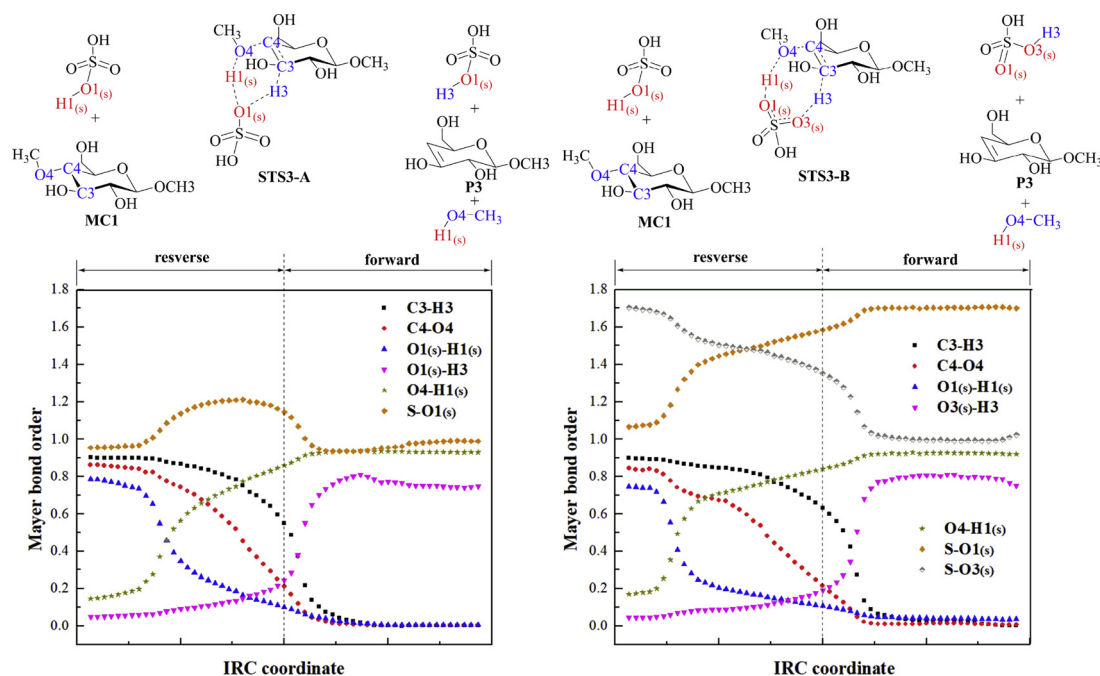 OH
O=S=O
O1(s)
H1(s)
+
CH3
O4
C4
OH
O
HO
C3
OH
OCH3
MC1
CH3
O4
C4
OH
O
HO
C3
OH
OCH3
H1(s)
H3
O1(s)
O=S=O
HO
STS3-A
OH
O=S=O
O1(s)
H3
+
HO
O
HO
OH
OCH3
P3
+
O4-CH3
H1(s)
OH
O=S=O
O1(s)
H1(s)
+
CH3
O4
C4
OH
O
HO
C3
OH
OCH3
MC1
CH3
O4
C4
OH
O
HO
C3
OH
OCH3
H1(s)
H3
O1(s)
S
O3(s)
O
OH
STS3-B
OH
H3
O=S
O3(s)
O1(s)
+
HO
O
HO
OH
OCH3
P3
+
O4-CH3
H1(s)
resverse
forward
1.8
1.6
1.4
1.2
1.0
0.8
0.6
0.4
0.2
0.0
Mayer bond order
C3-H3
C4-O4
O1(s)-H1(s)
O1(s)-H3
O4-H1(s)
S-O1(s)
IRC coordinate
resverse
forward
1.8
1.6
1.4
1.2
1.0
0.8
0.6
0.4
0.2
0.0
Mayer bond order
C3-H3
C4-O4
O1(s)-H1(s)
O3(s)-H3
O4-H1(s)
S-O1(s)
S-O3(s)
IRC coordinate